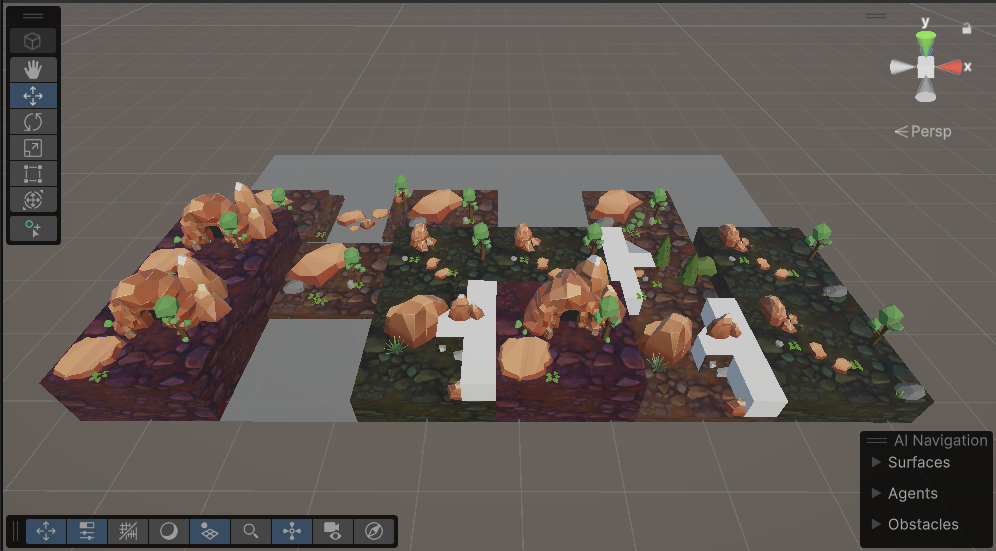 y
x
Persp
AI Navigation
Surfaces
Agents
Obstacles